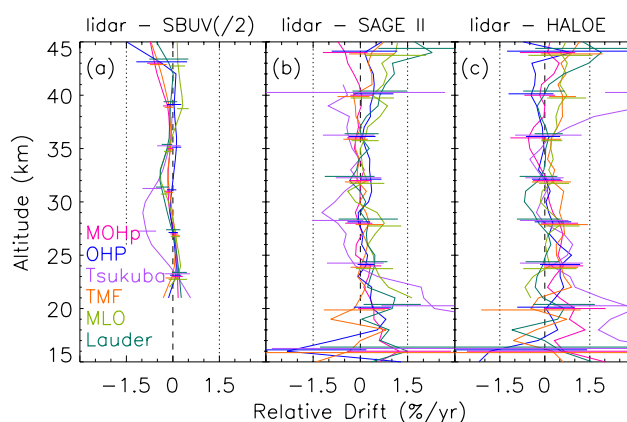 lidar − SBUV(/2) lidar − SAGE II lidar − HALOE
45
40
35
30
25
20
15
Altitude (km)
(a) (b) (c)
MOHp
OHP
Tsukuba
TMF
MLO
Lauder
−1.5 0 1.5 −1.5 0 1.5 −1.5 0 1.5
Relative Drift (%/yr)